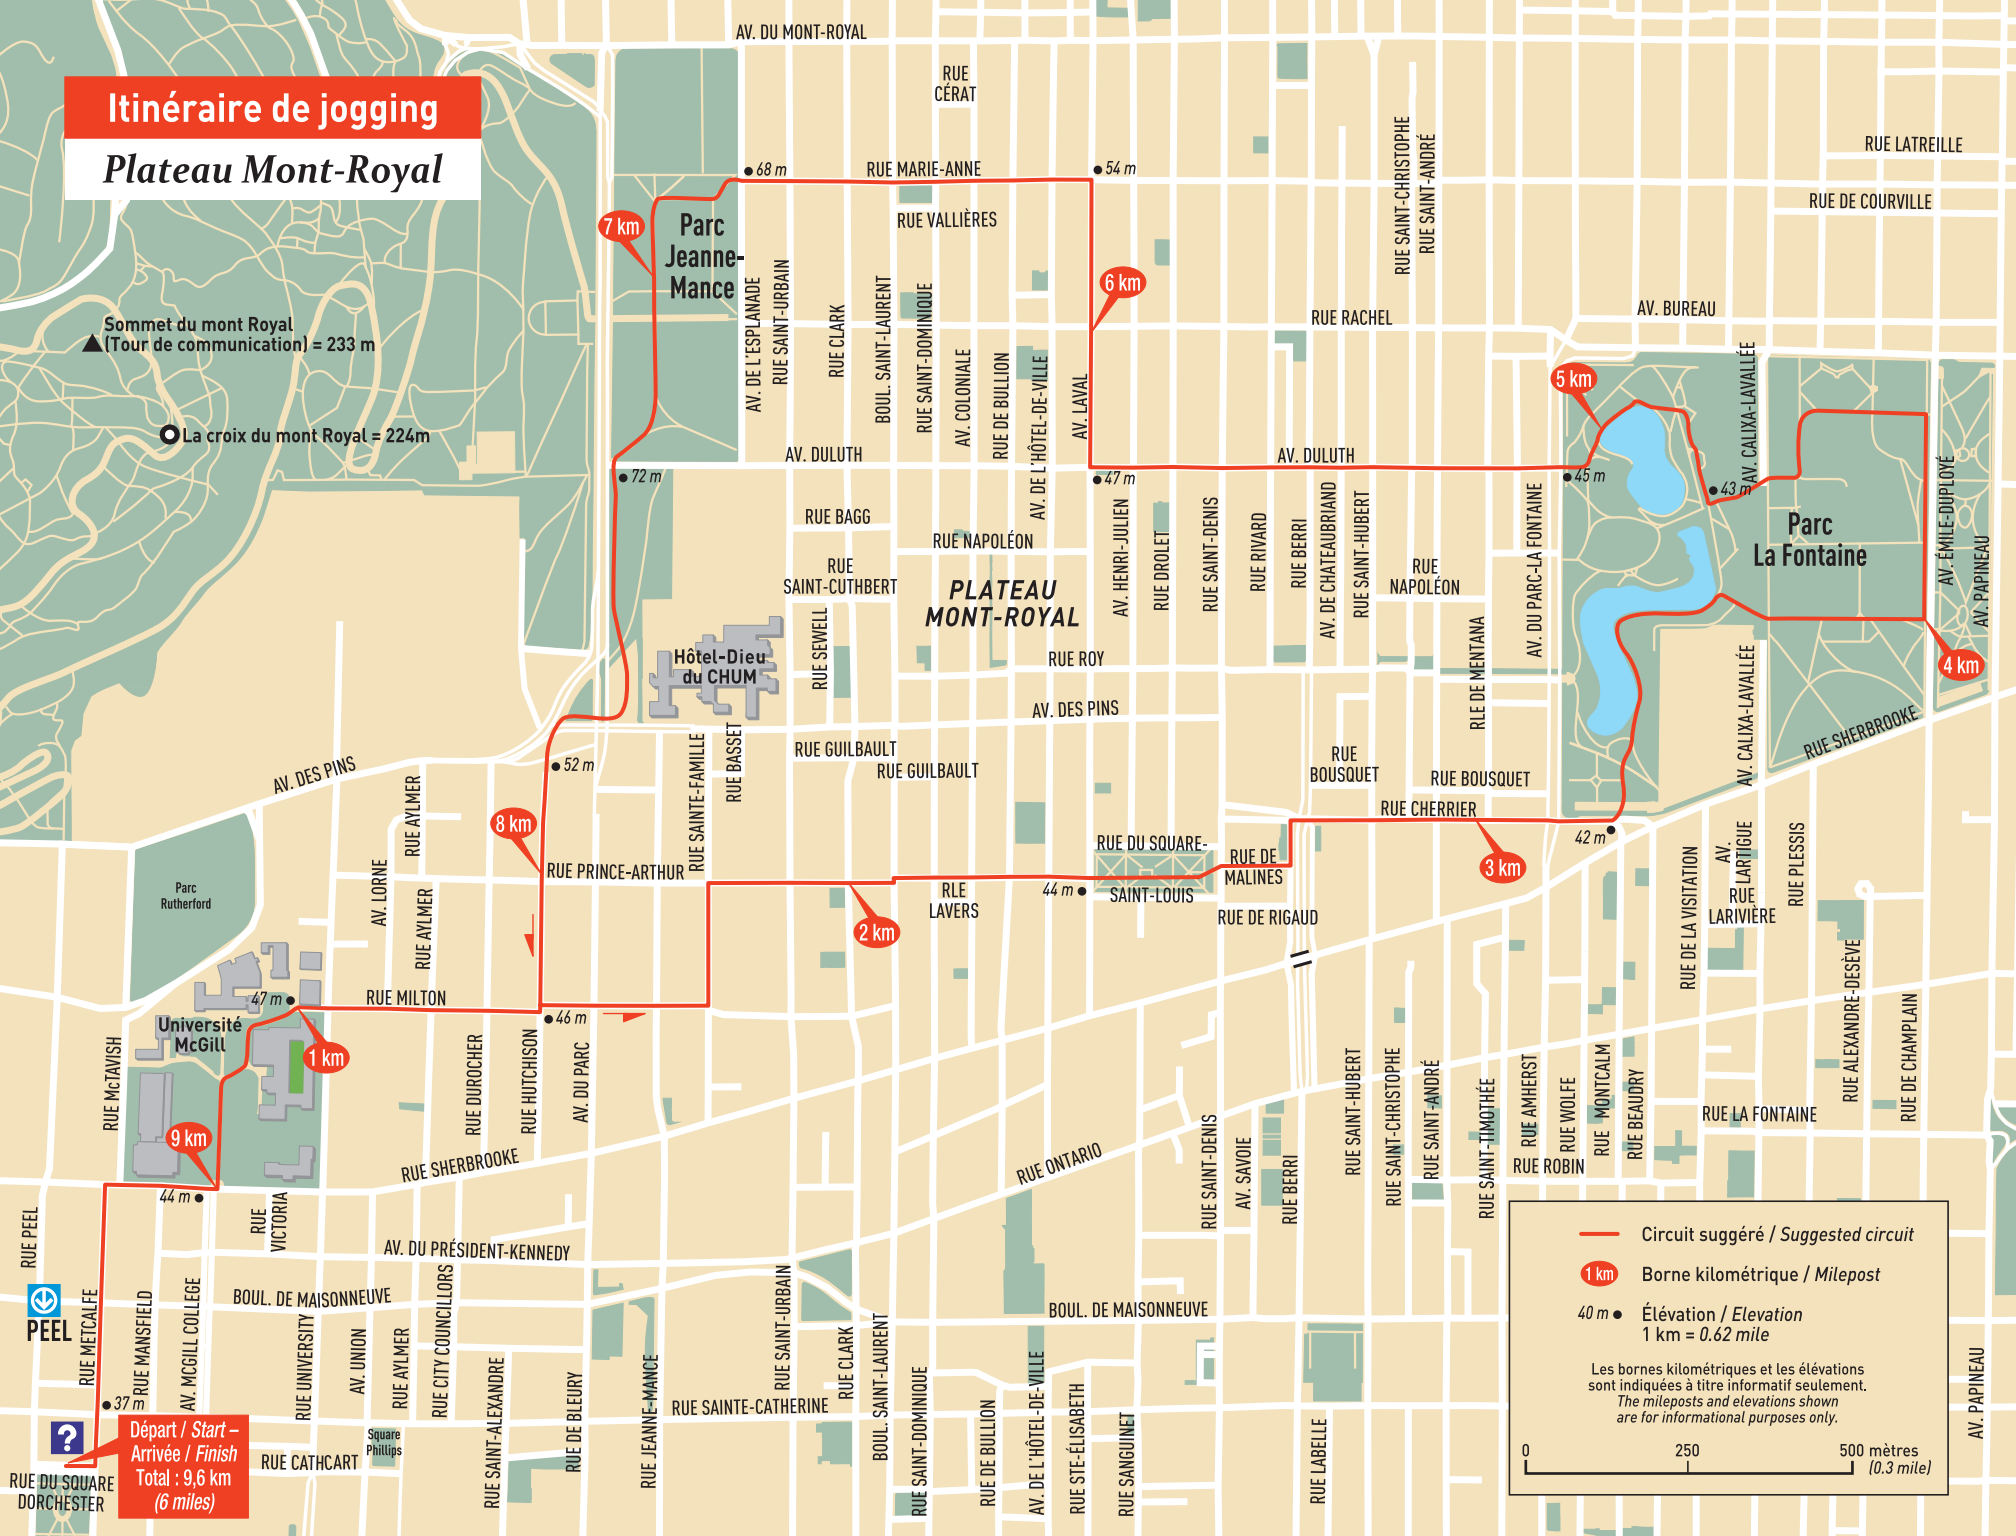 AV. DU MONT-ROYAL
RUE
CÉRAT
Itinéraire de jogging
Plateau Mont-Royal
RUE SAINT-CHRISTOPHE
RUE SAINT-ANDRÉ
RUE LATREILLE
RUE DE COURVILLE
68 m
RUE MARIE-ANNE
54 m
RUE VALLIÈRES
7 km
Parc
Jeanne-
Mance
6 km
AV. DE L'ESPLANADE
RUE SAINT-URBAIN
RUE CLARK
BOUL. SAINT-LAURENT
RUE SAINT-DOMINIQUE
AV. COLONIALE
RUE DE BULLION
AV. DE L'HÔTEL-DE-VILLE
AV. LAVAL
RUE RACHEL
AV. BUREAU
Sommet du mont Royal
(Tour de communication) = 233 m
La croix du mont Royal = 224m
5 km
AV. CALIXA-LAVALLÉE
72 m
AV. DULUTH
47 m
AV. DULUTH
45 m
43 m
AV. ÉMILE-DUPLOYÉ
AV. PAPINEAU
Parc
La Fontaine
RUE BAGG
RUE NAPOLÉON
RUE
SAINT-CUTHBERT
PLATEAU
MONT-ROYAL
AV. HENRI-JULIEN
RUE DROLET
RUE SAINT-DENIS
RUE RIVARD
RUE BERRI
AV. DE CHATEAUBRIAND
RUE SAINT-HUBERT
RUE
NAPOLÉON
AV. DU PARC-LA FONTAINE
RLE DE MENTANA
Hôtel-Dieu
du CHUM
RUE SEWELL
RUE ROY
4 km
AV. DES PINS
AV. CALIXA-LAVALLÉE
RUE SHERBROOKE
RUE SAINTE-FAMILLE
RUE BASSET
RUE GUILBAULT
RUE GUILBAULT
RUE
BOUSQUET
RUE BOUSQUET
52 m
AV. DES PINS
RUE AYLMER
8 km
RUE CHERRIER
42 m
3 km
RUE PRINCE-ARTHUR
AV. LORNE
RUE AYLMER
RUE DU SQUARE-
SAINT-LOUIS
RUE DE
MALINES
44 m
RLE
LAVERS
2 km
RUE DE RIGAUD
RUE DE LA VISITATION
AV.
LARTIGUE
RUE
LARIVIÈRE
RUE PLESSIS
Parc
Rutherford
47 m
RUE MILTON
46 m
Université
McGill
1 km
RUE McTAVISH
RUE DUROCHER
RUE HUTCHISON
AV. DU PARC
RUE ALEXANDRE-DESÈVE
RUE DE CHAMPLAIN
RUE SAINT-HUBERT
RUE SAINT-CHRISTOPHE
RUE SAINT-ANDRÉ
RUE SAINT-TIMOTHÉE
RUE AMHERST
RUE WOLFE
RUE MONTCALM
RUE BEAUDRY
RUE LA FONTAINE
RUE ROBIN
9 km
44 m
RUE SHERBROOKE
RUE ONTARIO
RUE SAINT-DENIS
AV. SAVOIE
RUE BERRI
RUE PEEL
RUE
VICTORIA
AV. DU PRÉSIDENT-KENNEDY
PEEL
RUE METCALFE
RUE MANSFIELD
AV. MCGILL COLLEGE
BOUL. DE MAISONNEUVE
RUE UNIVERSITY
AV. UNION
RUE AYLMER
RUE CITY COUNCILLORS
RUE SAINT-ALEXANDRE
RUE DE BLEURY
RUE JEANNE-MANCE
RUE SAINT-URBAIN
RUE CLARK
BOUL. SAINT-LAURENT
RUE SAINT-DOMINIQUE
RUE DE BULLION
AV. DE L'HÔTEL-DE-VILLE
RUE STE-ÉLISABETH
RUE SANGUINET
RUE LABELLE
BOUL. DE MAISONNEUVE
RUE SAINTE-CATHERINE
37 m
?
Départ / Start –
Arrivée / Finish
Total : 9,6 km
(6 miles)
RUE DU SQUARE
DORCHESTER
RUE CATHCART
Square
Phillips
AV. PAPINEAU
Circuit suggéré / Suggested circuit
1 km
Borne kilométrique / Milepost
40 m
Élévation / Elevation
1 km = 0.62 mile
Les bornes kilométriques et les élévations
sont indiquées à titre informatif seulement.
The mileposts and elevations shown
are for informational purposes only.
0 250 500 mètres
(0.3 mile)